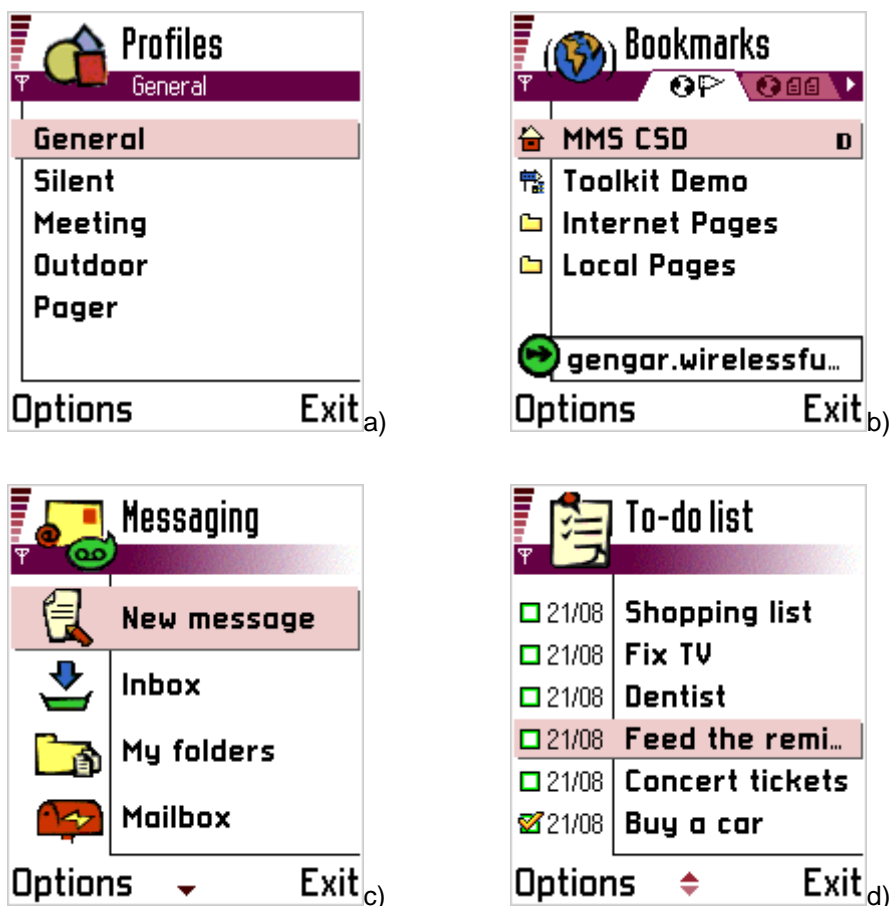 Profiles
General
General
Silent
Meeting
Outdoor
Pager
Options Exit
a)
Bookmarks
MMS CSD D
Toolkit Demo
Internet Pages
Local Pages
gengar.wirelessfu…
Options Exit
b)
Messaging
New message
Inbox
My folders
Mailbox
Options Exit
c)
To-do list
21/08 Shopping list
21/08 Fix TV
21/08 Dentist
21/08 Feed the remi…
21/08 Concert tickets
21/08 Buy a car
Options Exit
d)